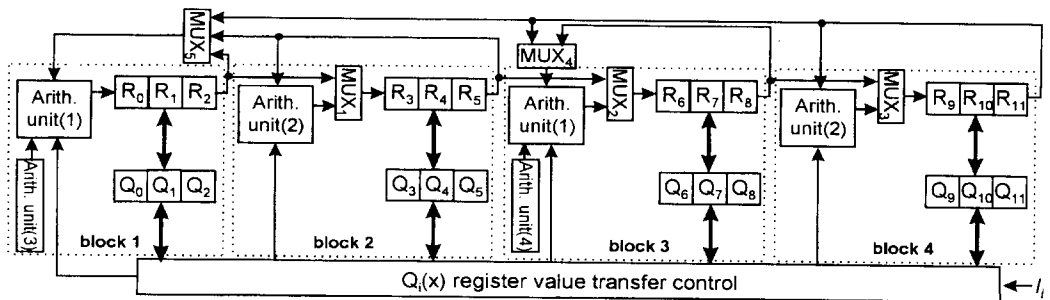 MUX5
MUX4
Arith. unit(1)
R0 R1 R2
MUX1
Arith. unit(2)
R3 R4 R5
Arith. unit(1)
MUX2
R6 R7 R8
Arith. unit(2)
MUX3
R9 R10 R11
Arith. unit(3)
Q0 Q1 Q2
Q3 Q4 Q5
Arith. unit(4)
Q6 Q7 Q8
Q9 Q10 Q11
block 1
block 2
block 3
block 4
Qi(x) register value transfer control